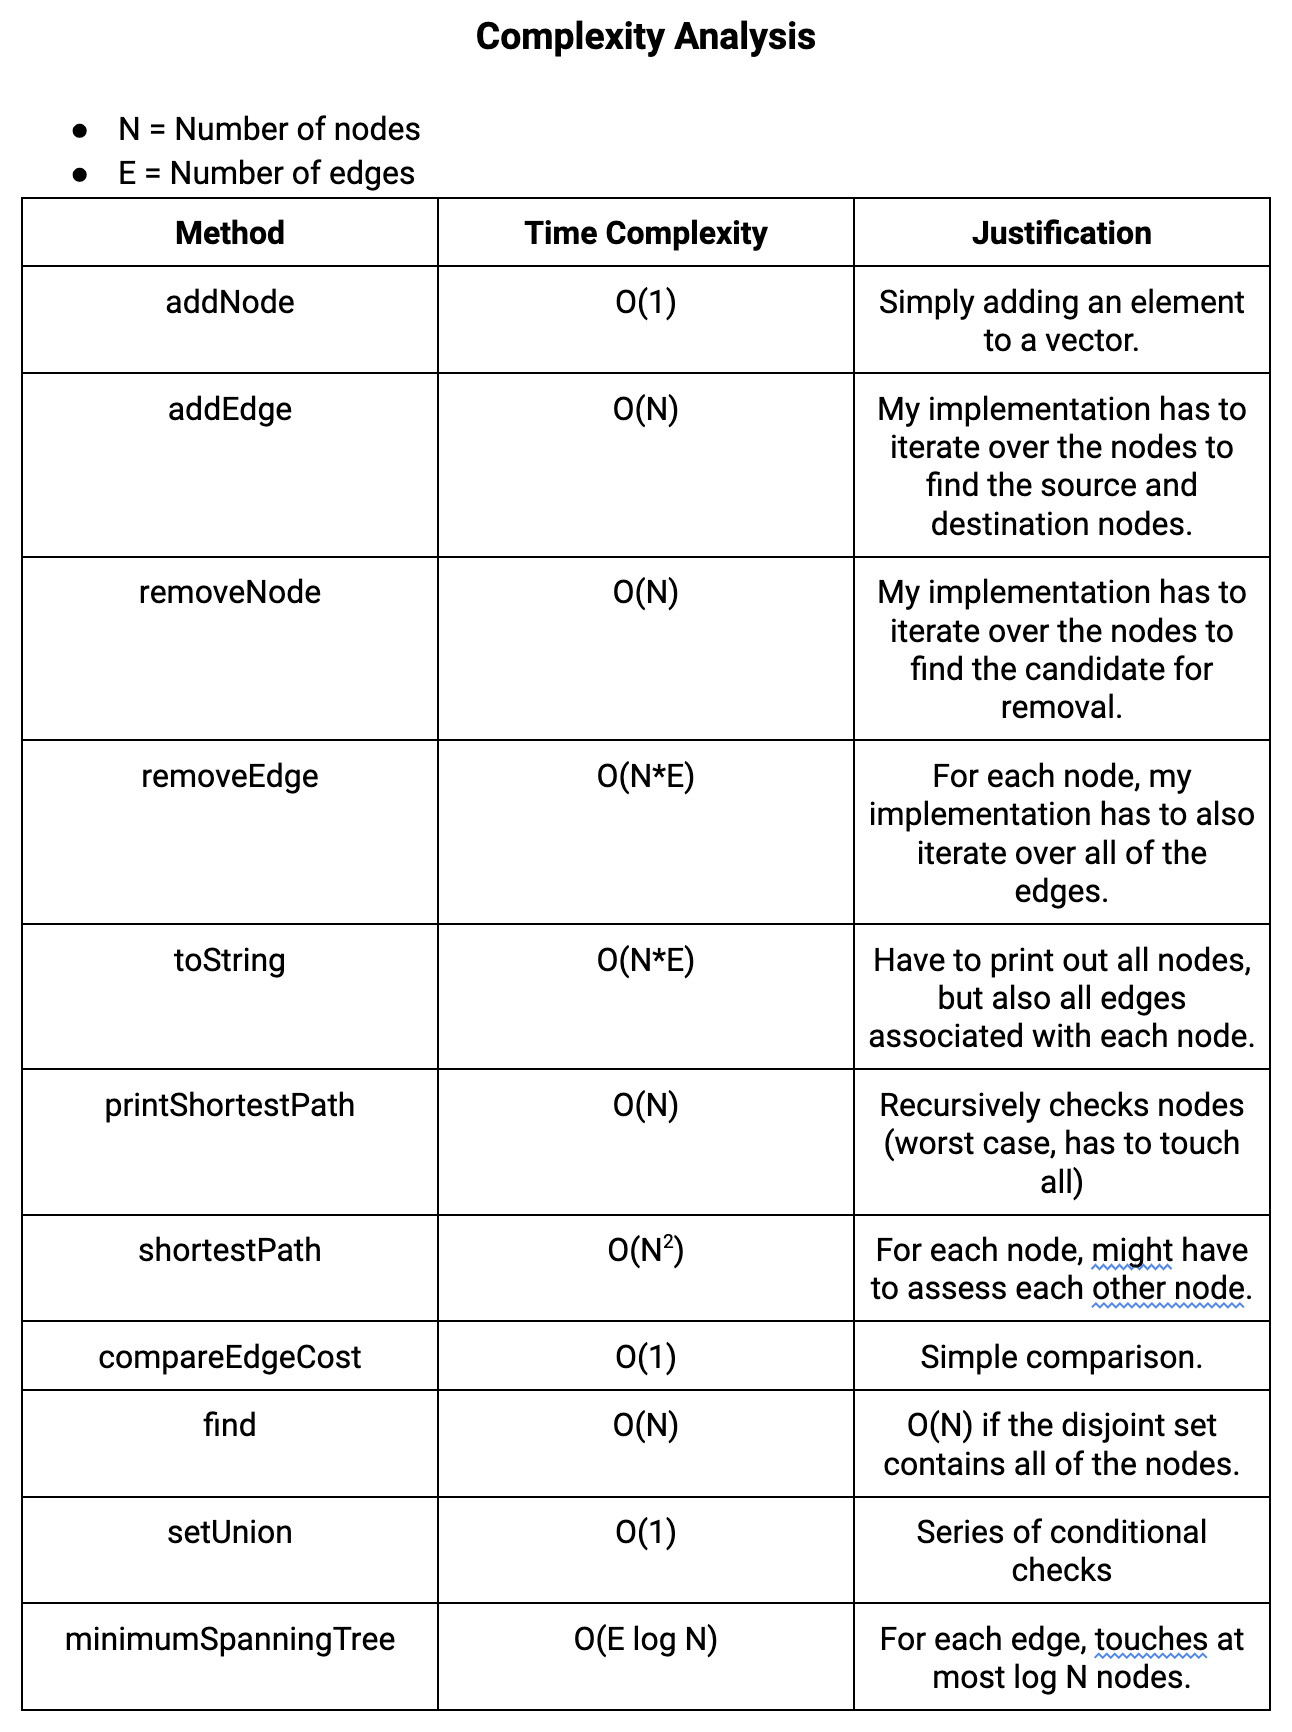 Complexity Analysis
● N = Number of nodes
● E = Number of edges
Method Time Complexity Justification
addNode O(1) Simply adding an element
to a vector.
addEdge O(N) My implementation has to
iterate over the nodes to
find the source and
destination nodes.
removeNode O(N) My implementation has to
iterate over the nodes to
find the candidate for
removal.
removeEdge O(N*E) For each node, my
implementation has to also
iterate over all of the
edges.
toString O(N*E) Have to print out all nodes,
but also all edges
associated with each node.
printShortestPath O(N) Recursively checks nodes
(worst case, has to touch
all)
shortestPath O(N²) For each node, might have
to assess each other node.
compareEdgeCost O(1) Simple comparison.
find O(N) O(N) if the disjoint set
contains all of the nodes.
setUnion O(1) Series of conditional
checks
minimumSpanningTree O(E log N) For each edge, touches at
most log N nodes.